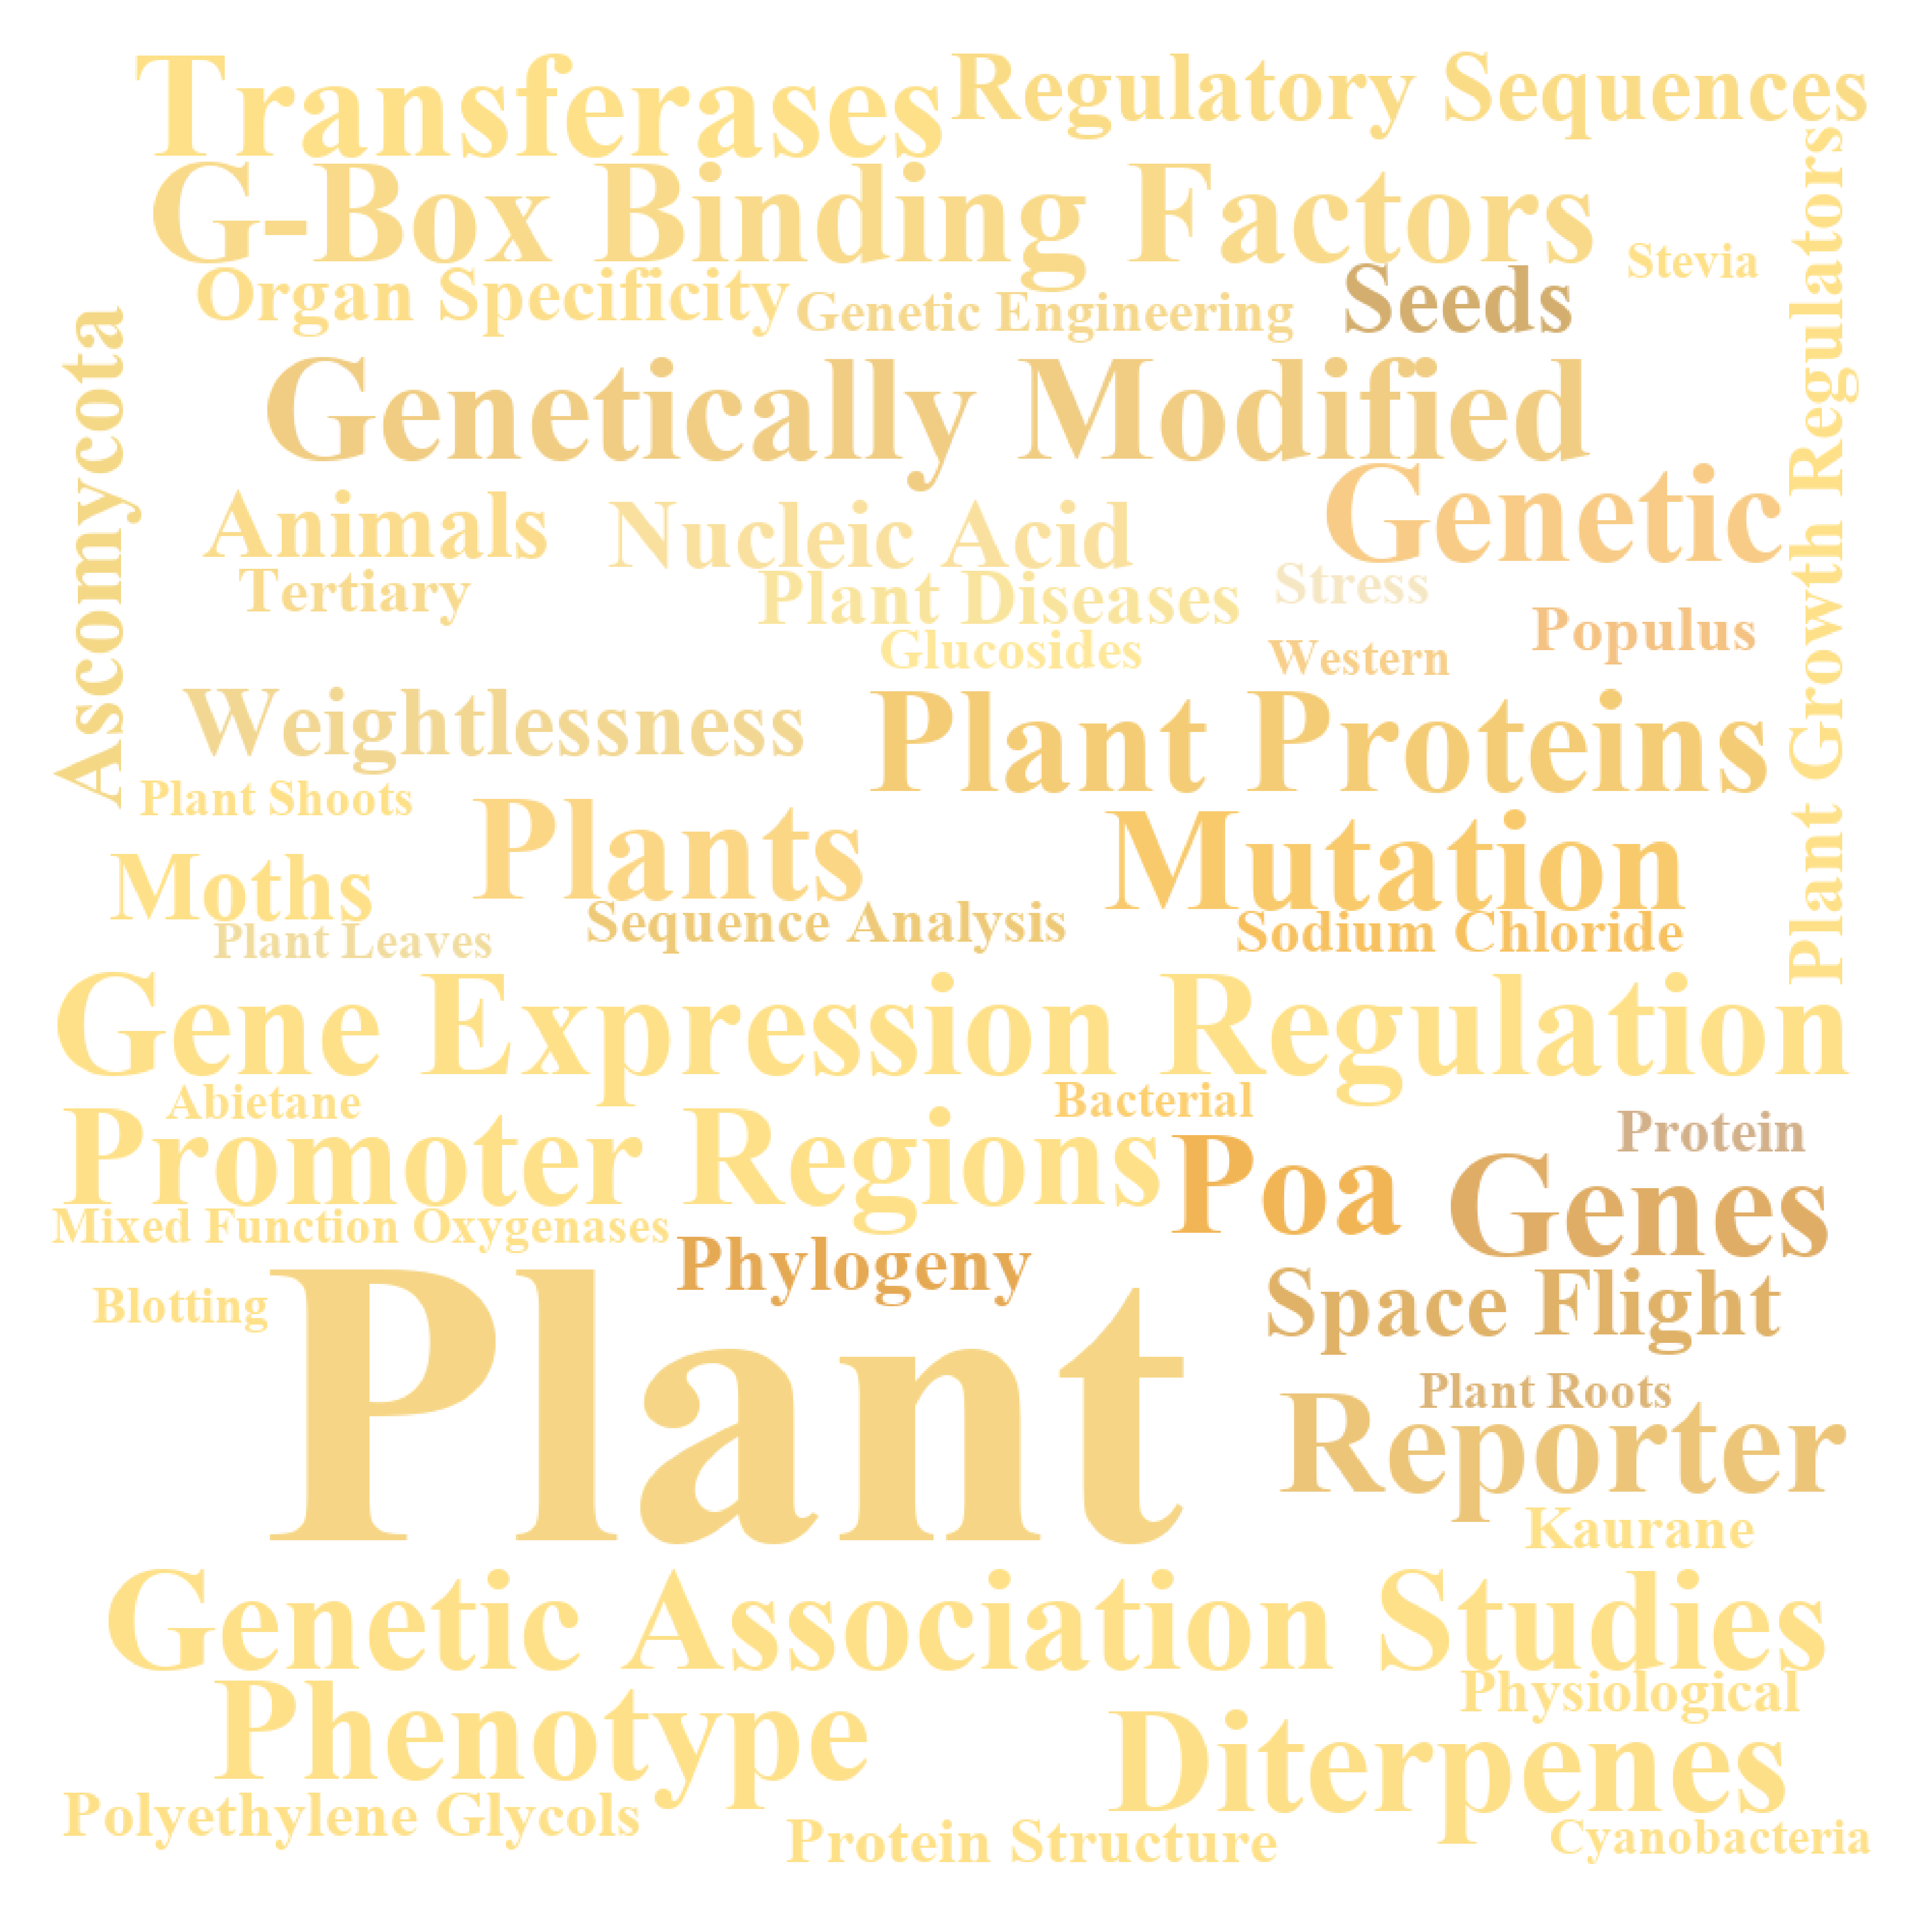 Transferases
Regulatory Sequences
G-Box Binding Factors
Stevia
Organ Specificity
Genetic Engineering
Seeds
Plant Growth Regulators
Ascomycota
Genetically Modified
Genetic
Animals
Nucleic Acid
Tertiary
Plant Diseases
Stress
Populus
Glucosides
Western
Weightlessness
Plant Proteins
Plant Shoots
Plants
Mutation
Moths
Sequence Analysis
Sodium Chloride
Plant Leaves
Gene Expression Regulation
Abietane
Bacterial
Promoter Regions
Protein
Poa
Genes
Mixed Function Oxygenases
Phylogeny
Space Flight
Blotting
Plant
Plant Roots
Reporter
Kaurane
Genetic Association Studies
Physiological
Phenotype
Diterpenes
Polyethylene Glycols
Protein Structure
Cyanobacteria